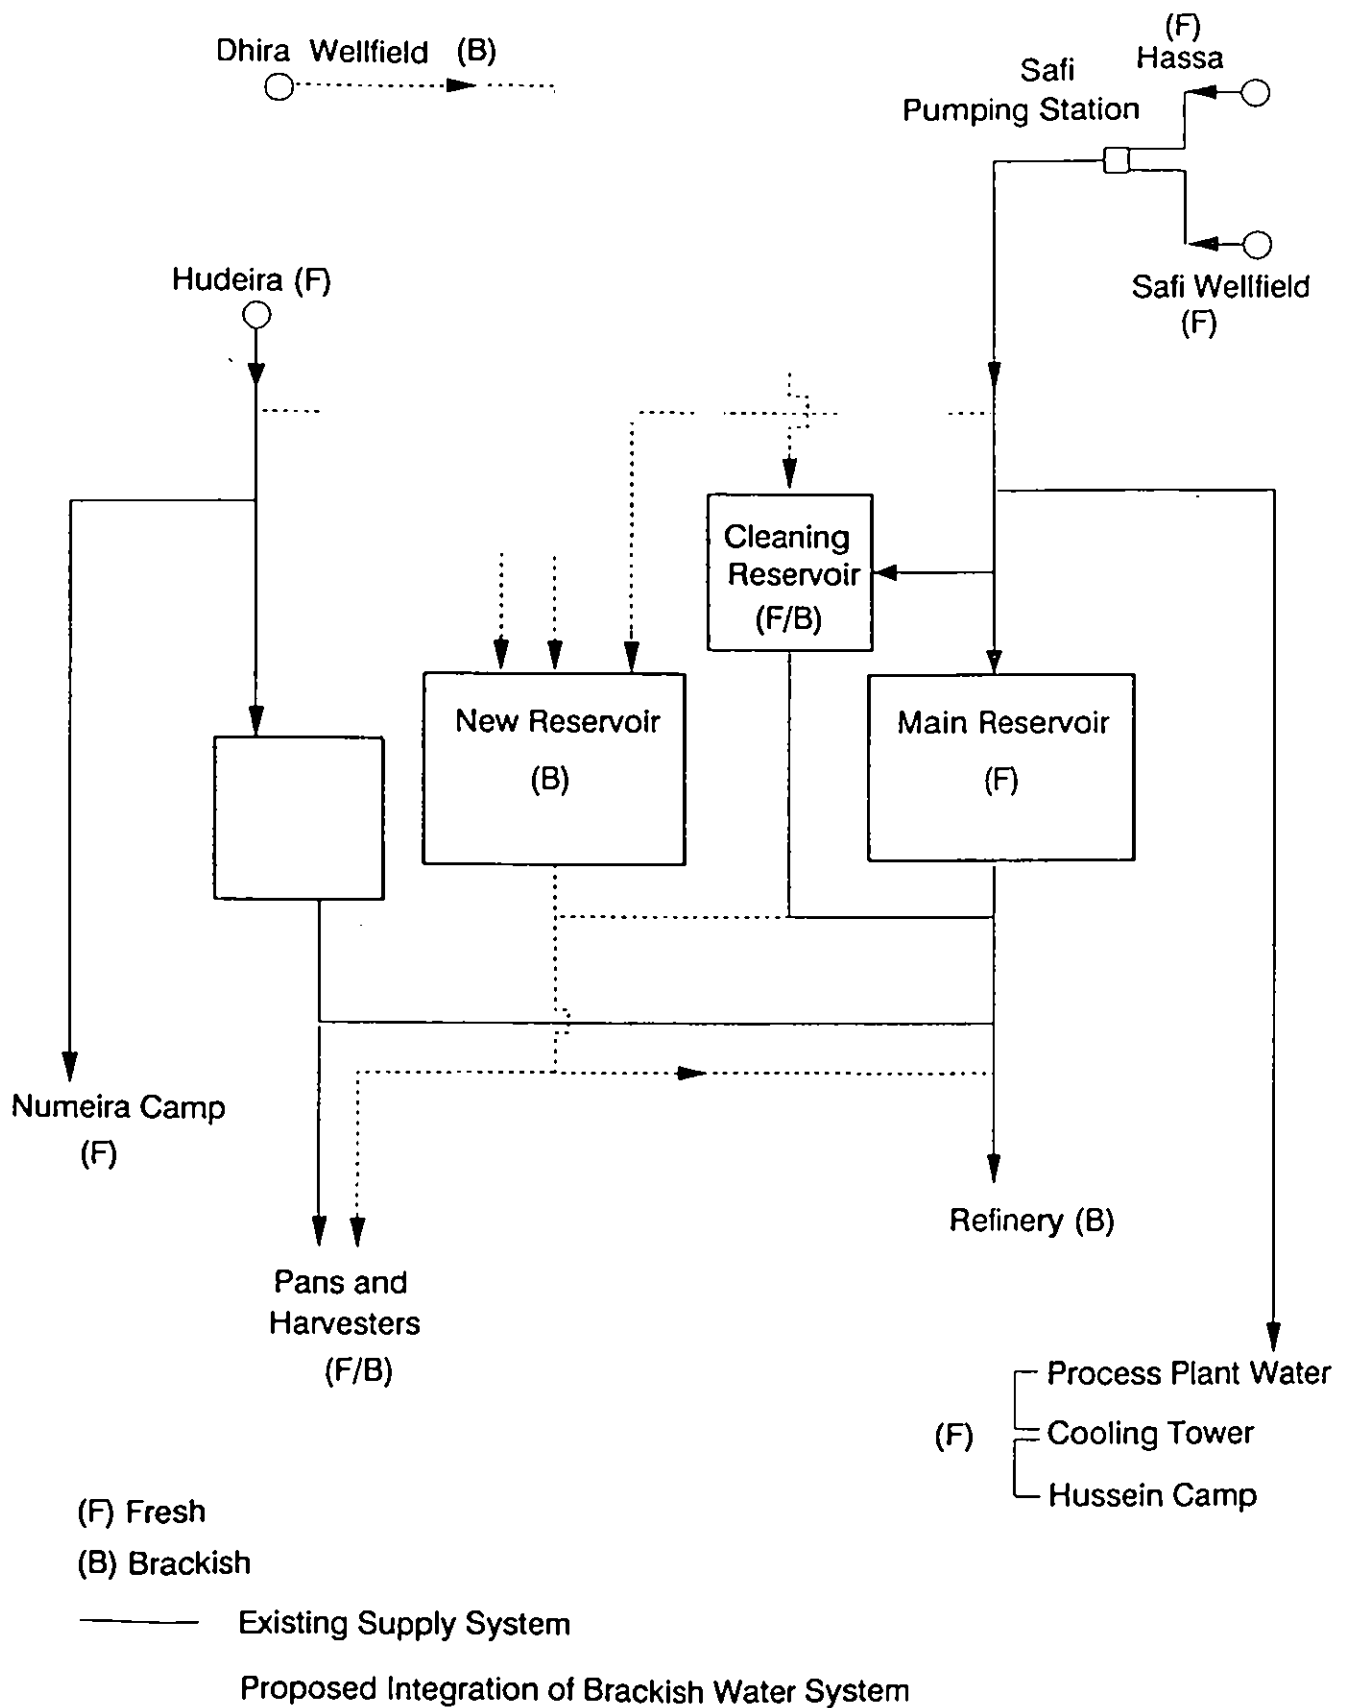 Dhira Wellfield (B)
(F)
Hassa
Safi
Pumping Station
Hudeira (F)
Safi Wellfield
(F)
Cleaning
Reservoir
(F/B)
New Reservoir
(B)
Main Reservoir
(F)
Numeira Camp
(F)
Refinery (B)
Pans and
Harvesters
(F/B)
Process Plant Water
(F) Cooling Tower
Hussein Camp
(F) Fresh
(B) Brackish
Existing Supply System
Proposed Integration of Brackish Water System